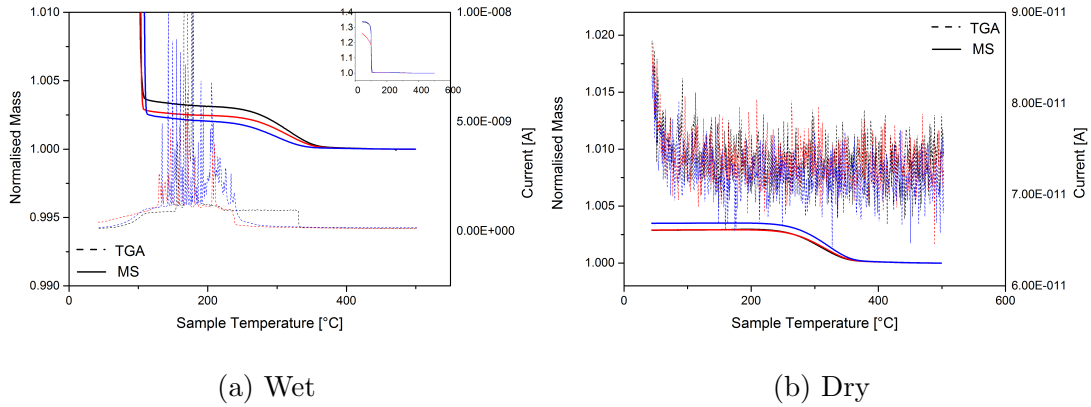 1.010
1.005
1.000
0.995
0.990
Normalised Mass
0
200
400
Sample Temperature [°C]
1.00E-008
5.00E-009
0.00E+000
Current [A]
1.4
1.3
1.2
1.1
1.0
0
200
400
600
TGA
MS
(a) Wet
1.020
1.015
1.010
1.005
1.000
Normalised Mass
0
200
400
600
Sample Temperature [°C]
9.00E-011
8.00E-011
7.00E-011
6.00E-011
Current [A]
TGA
MS
(b) Dry